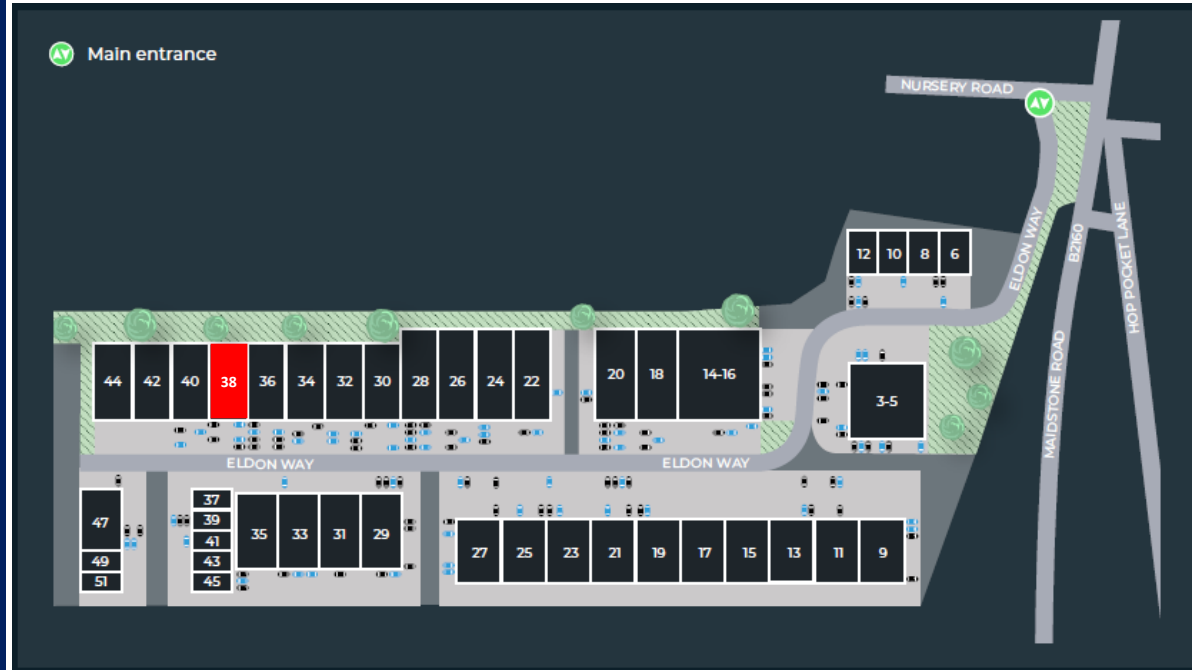 Main entrance
NURSERY ROAD
ELDON WAY
B2160
MAIDSTONE ROAD
HOP POCKET LANE
12 10 8 6
44 42 40 38 36 34 32 30 28 26 24 22
20 18 14-16
3-5
ELDON WAY
ELDON WAY
47
49
51
37
39
41
43
45
35 33 31 29
27 25 23 21 19 17 15 13 11 9